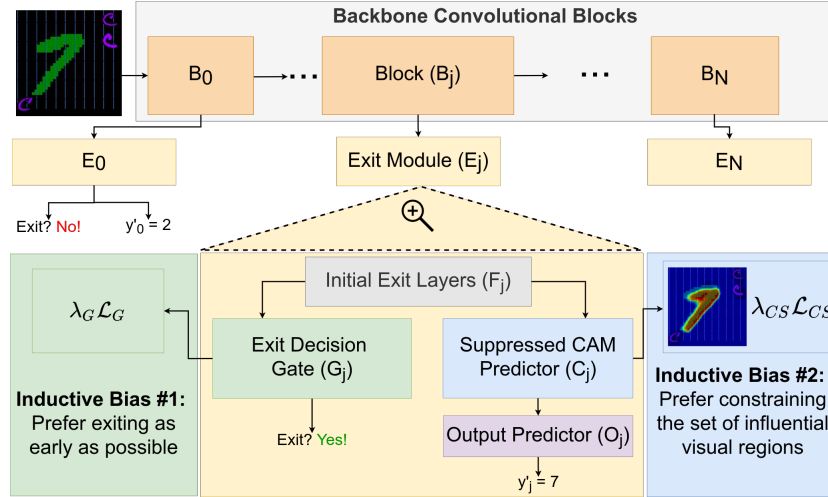 Backbone Convolutional Blocks
B0
...
Block (Bj)
...
BN
E0
Exit Module (Ej)
EN
Exit? No!
y'0 = 2
Initial Exit Layers (Fj)
λGℒG
Exit Decision
Gate (Gj)
Suppressed CAM
Predictor (Cj)
λCSℒCS
Inductive Bias #1:
Prefer exiting as
early as possible
Exit? Yes!
Output Predictor (Oj)
y'j = 7
Inductive Bias #2:
Prefer constraining
the set of influential
visual regions